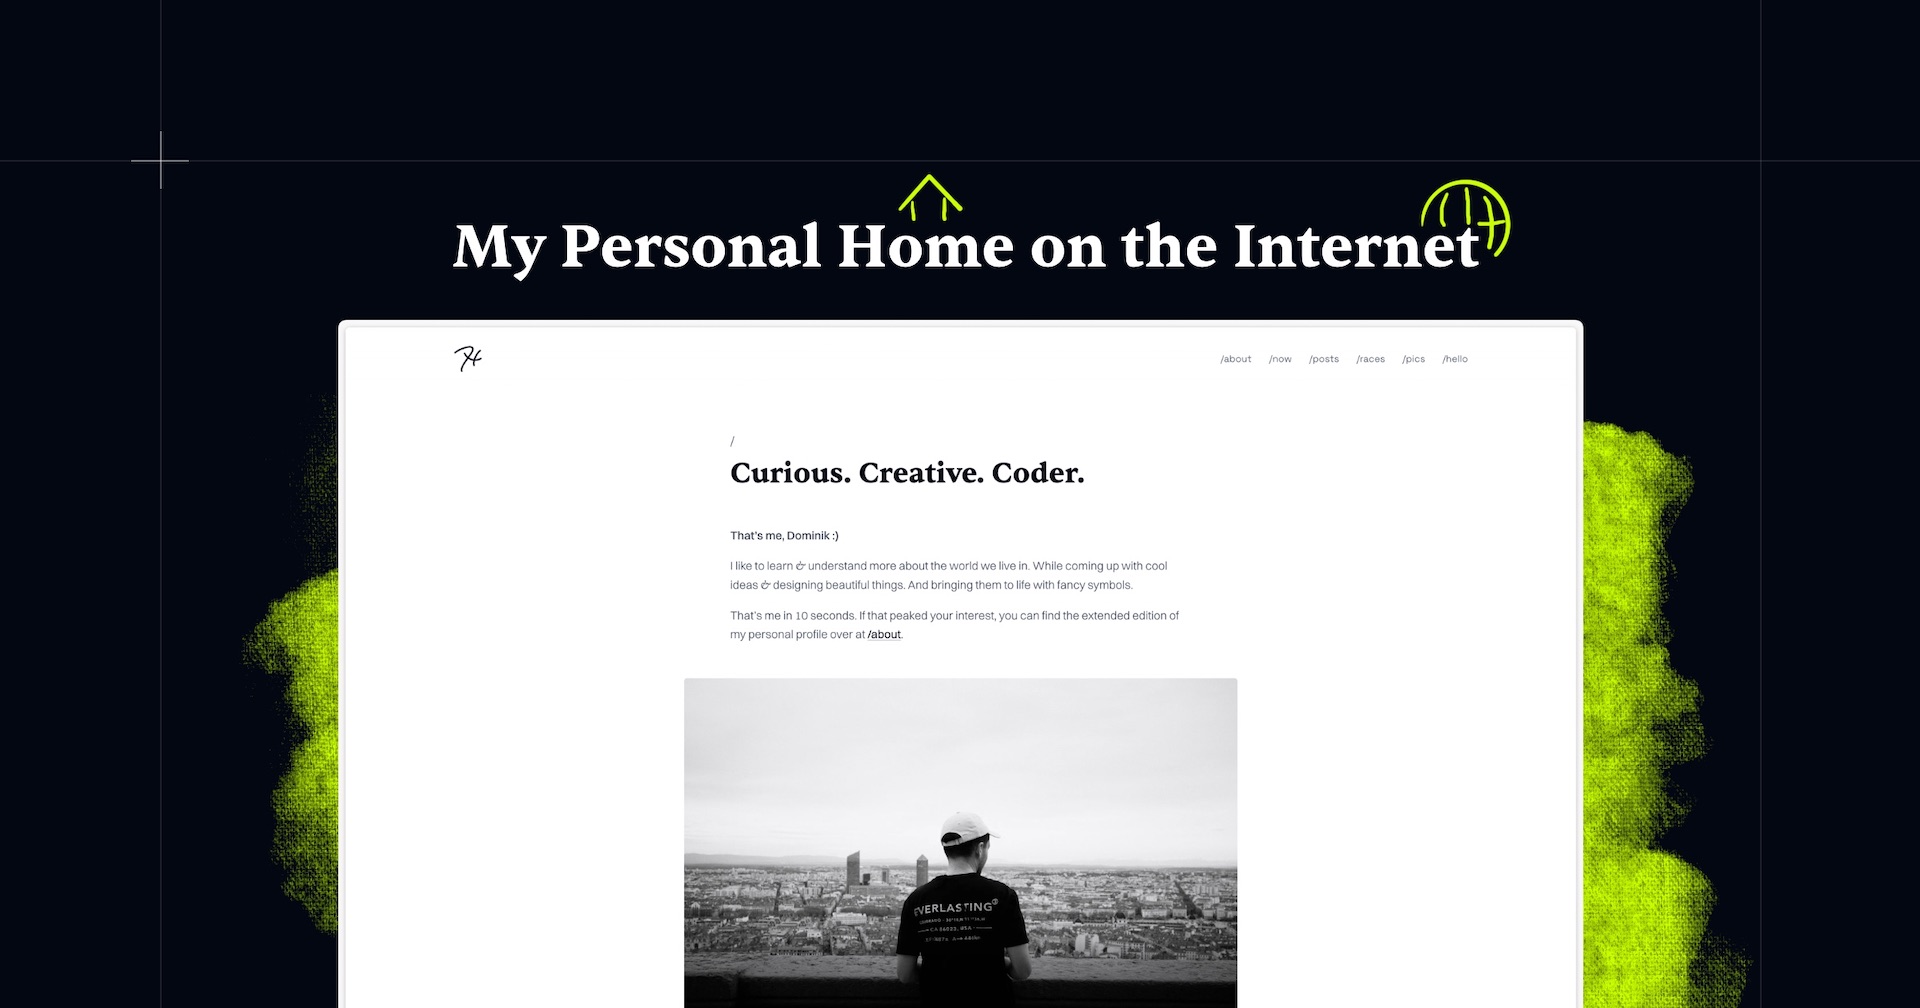 My Personal Home on the Internet
/about /now /posts /races /pics /hello
/
Curious. Creative. Coder.
That's me, Dominik :)
I like to learn & understand more about the world we live in. While coming up with cool
ideas & designing beautiful things. And bringing them to life with fancy symbols.
That's me in 10 seconds. If that peaked your interest, you can find the extended edition of
my personal profile over at /about.
EVERLASTING